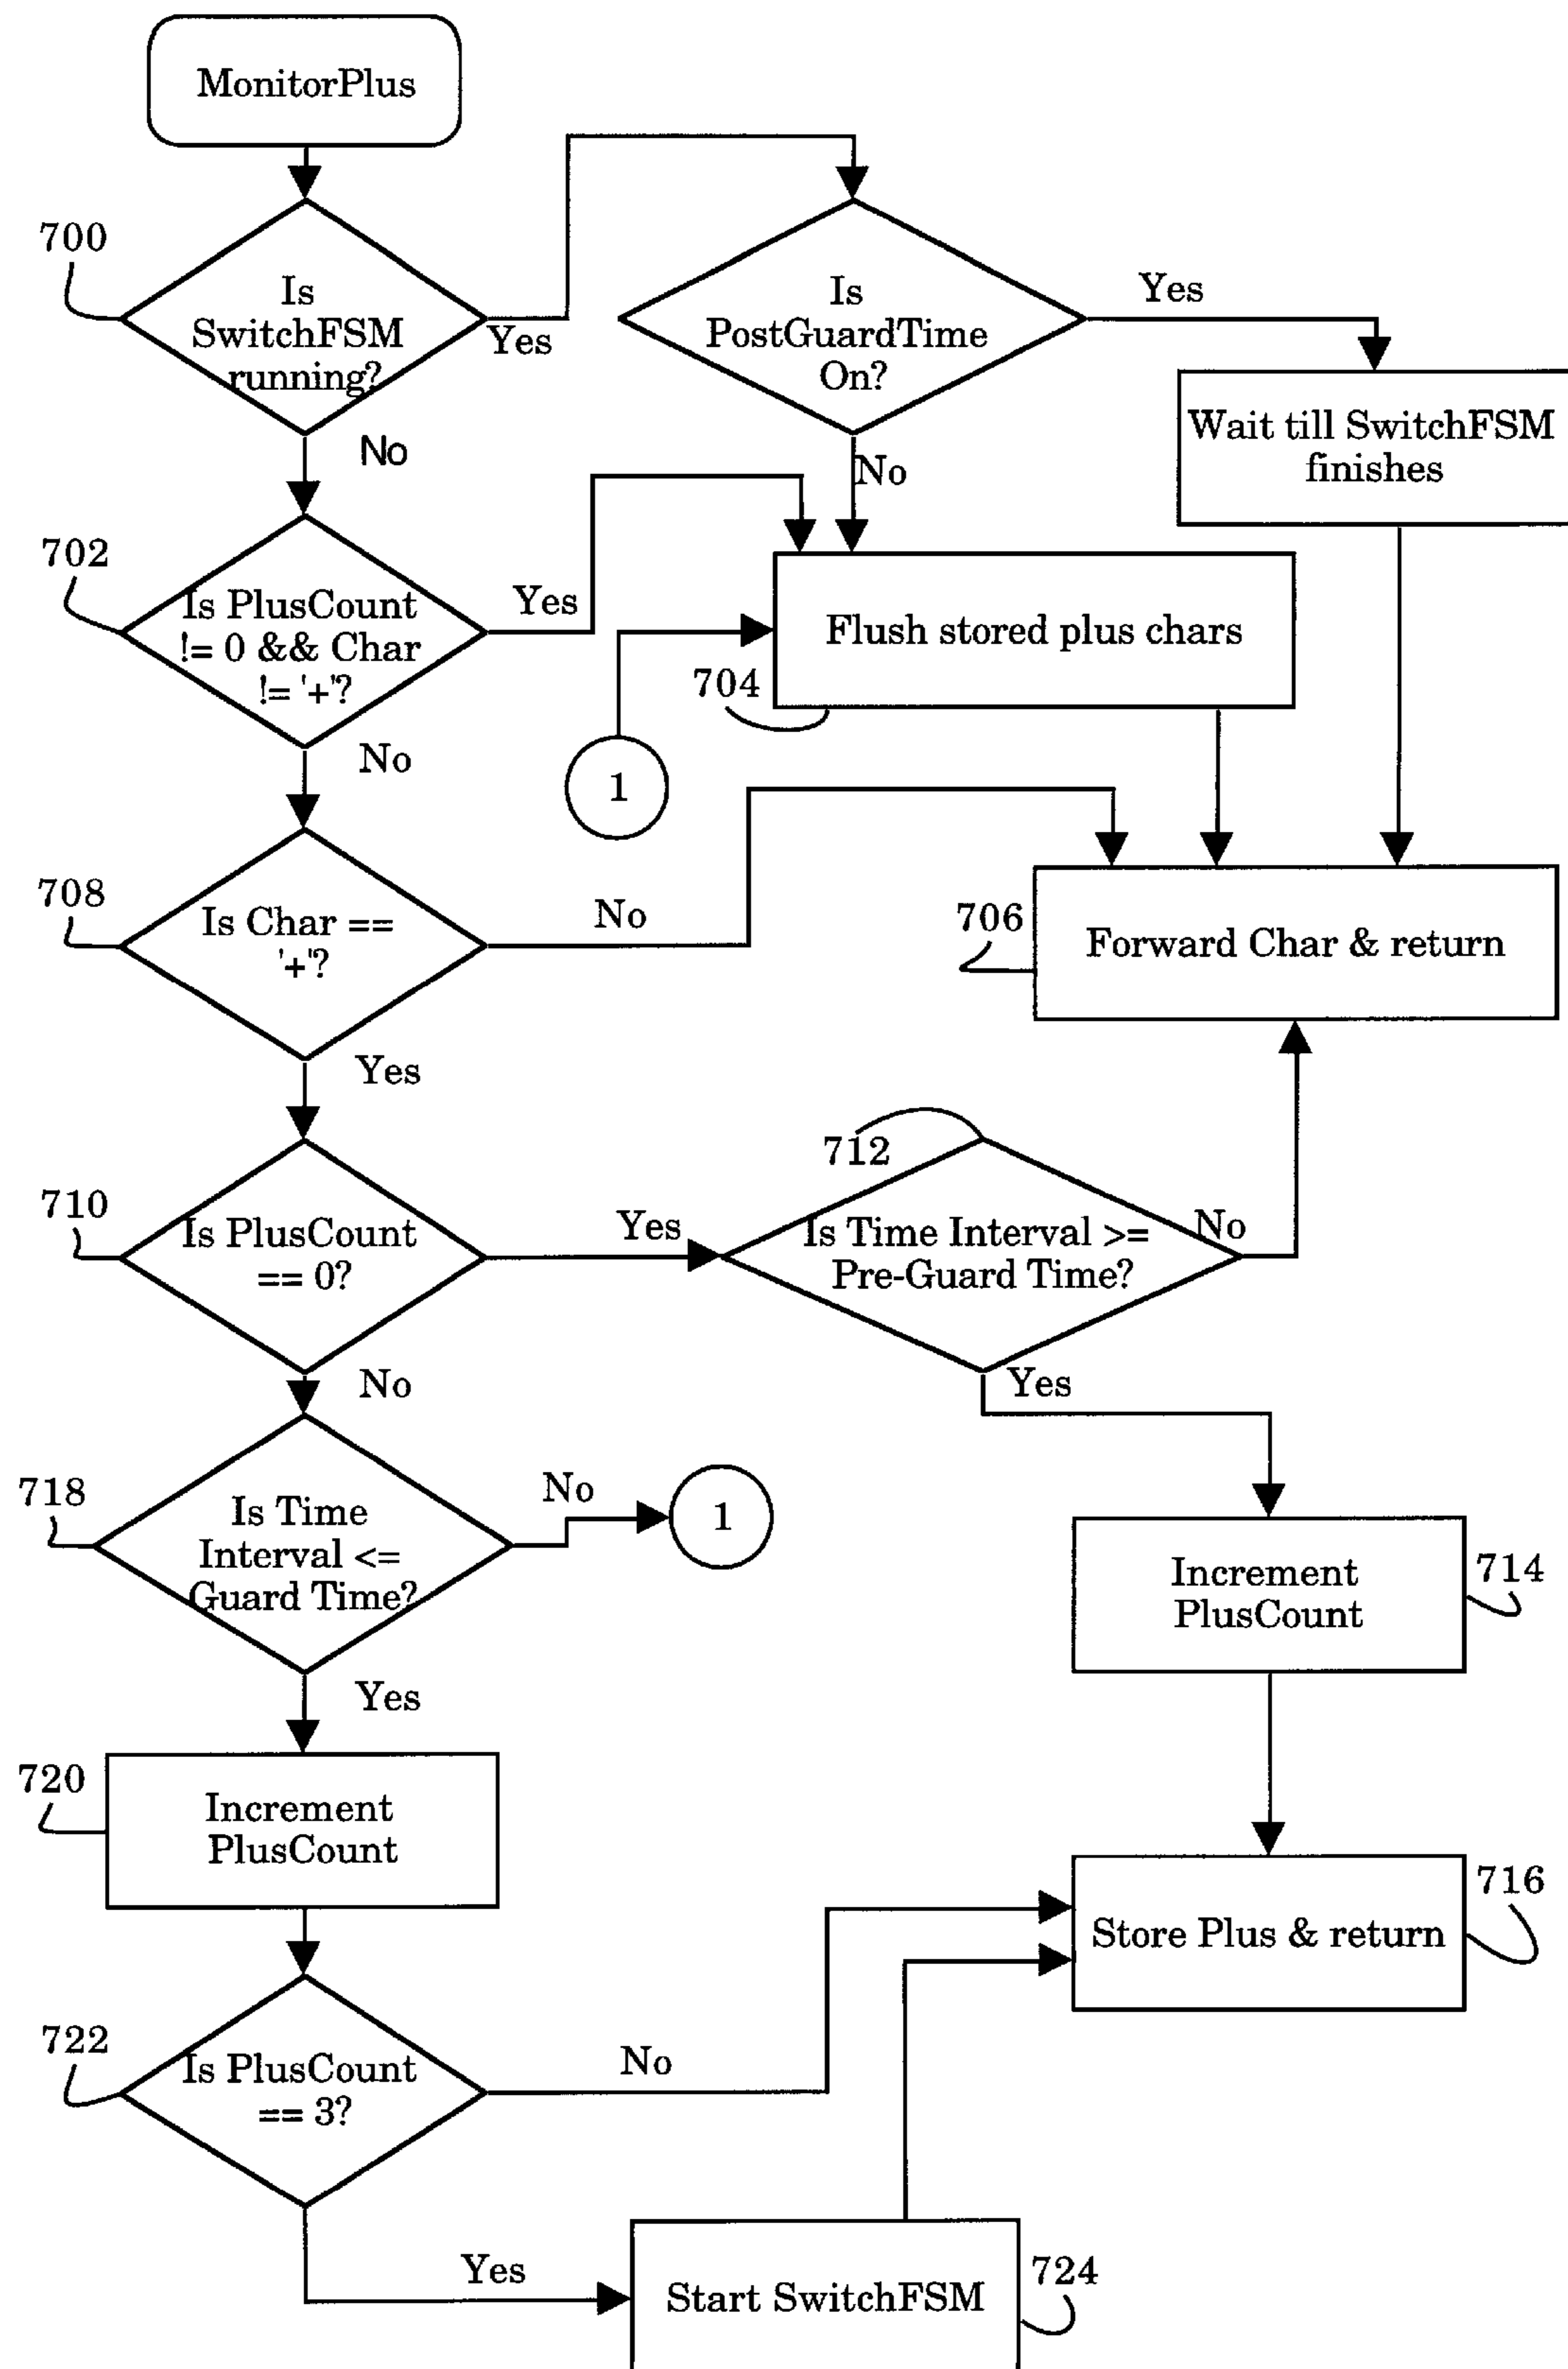 MonitorPlus
700
Is
SwitchFSM
running?
Yes
No
Is
PostGuardTime
On?
Yes
No
Wait till SwitchFSM
finishes
702
Is PlusCount
!= 0 && Char
!= '+'?
Yes
No
Flush stored plus chars
704
1
708
Is Char ==
'+'?
No
Yes
706
Forward Char & return
710
Is PlusCount
== 0?
Yes
No
712
Is Time Interval >=
Pre-Guard Time?
No
Yes
718
Is Time
Interval <=
Guard Time?
No
1
Yes
Increment
PlusCount
714
720
Increment
PlusCount
Store Plus & return
716
722
Is PlusCount
== 3?
No
Yes
Start SwitchFSM
724